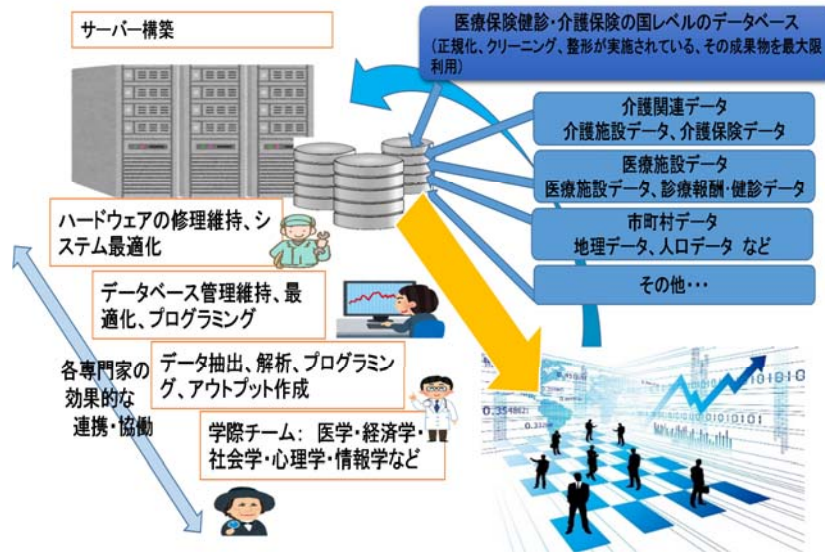 サーバー構築
医療保険健診・介護保険の国レベルのデータベース
（正規化、クリーニング、整形が実施されている、その成果物を最大限
利用）
介護関連データ
介護施設データ、介護保険データ
医療施設データ
医療施設データ、診療報酬・健診データ
市町村データ
地理データ、人口データ など
その他・・・
ハードウェアの修理維持、シ
ステム最適化
データベース管理維持、最
適化、プログラミング
データ抽出、解析、プログラミン
グ、アウトプット作成
学際チーム： 医学・経済学・
社会学・心理学・情報学など
各専門家の
効果的な
連携・協働
0.354862